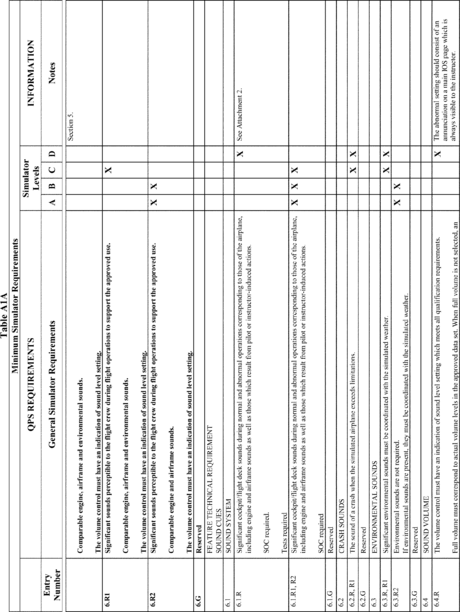 Table A1A
Minimum Simulator Requirements
QPS REQUIREMENTS
Simulator Levels
INFORMATION
Entry Number
General Simulator Requirements
A B C D
Notes
Comparable engine, airframe and environmental sounds.
Section 5.
The volume control must have an indication of sound level setting.
6.R1
Significant sounds perceptible to the flight crew during flight operations to support the approved use.
X
Comparable engine, airframe and environmental sounds.
The volume control must have an indication of sound level setting.
6.R2
Significant sounds perceptible to the flight crew during flight operations to support the approved use.
X X
Comparable engine and airframe sounds.
The volume control must have an indication of sound level setting.
6.G
Reserved
FEATURE TECHNICAL REQUIREMENT
SOUND CUES
6.1
SOUND SYSTEM
6.1.R
Significant cockpit/flight deck sounds during normal and abnormal operations corresponding to those of the airplane,
including engine and airframe sounds as well as those which result from pilot or instructor-induced actions.
X
See Attachment 2.
SOC required.
Tests required
6.1.R1, R2
Significant cockpit/flight deck sounds during normal and abnormal operations corresponding to those of the airplane,
including engine and airframe sounds as well as those which result from pilot or instructor-induced actions.
X X X
SOC required
6.1.G
Reserved
6.2
CRASH SOUNDS
6.2.R, R1
The sound of a crash when the simulated airplane exceeds limitations.
X X
6.2.G
Reserved
6.3
ENVIRONMENTAL SOUNDS
6.3.R, R1
Significant environmental sounds must be coordinated with the simulated weather.
X X
6.3.R2
Environmental sounds are not required.
If environmental sounds are present, they must be coordinated with the simulated weather.
X X
6.3.G
Reserved
6.4
SOUND VOLUME
6.4.R
The volume control must have an indication of sound level setting which meets all qualification requirements.
X
The abnormal setting should consist of an
annunciation on a main IOS page which is
always visible to the instructor.
Full volume must correspond to actual volume levels in the approved data set. When full volume is not selected, an